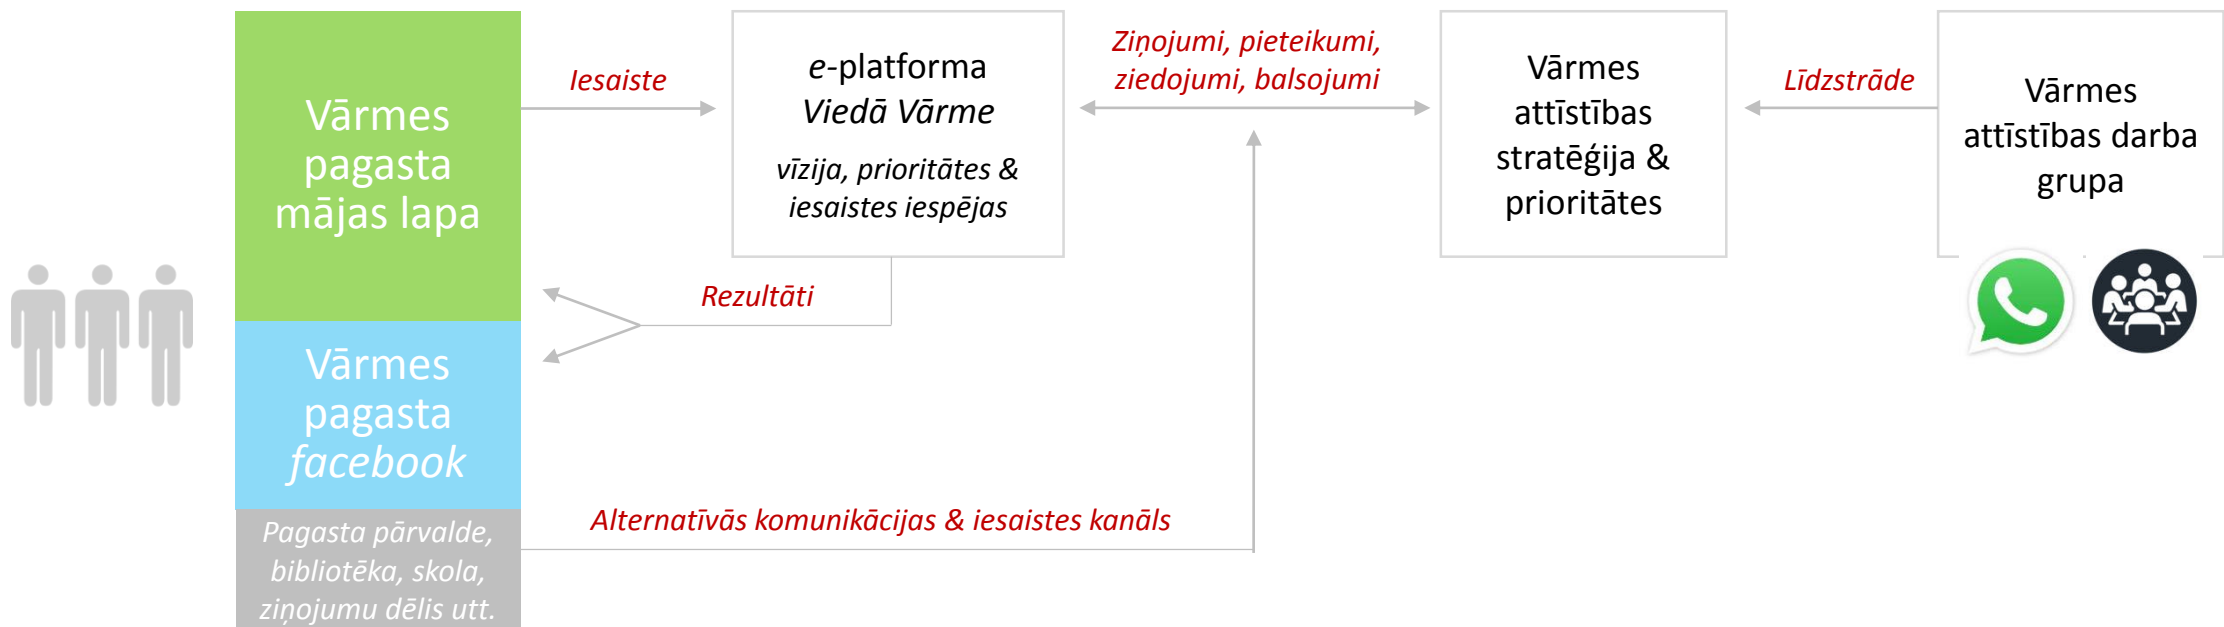 Vārmes
pagasta
mājas lapa
Vārmes
pagasta
facebook
Pagasta pārvalde,
bibliotēka, skola,
ziņojumu dēlis utt.
Iesaiste
e-platforma
Viedā Vārme
vīzija, prioritātes &
iesaistes iespējas
Rezultāti
Alternatīvās komunikācijas & iesaistes kanāls
Ziņojumi, pieteikumi,
ziedojumi, balsojumi
Vārmes
attīstības
stratēģija &
prioritātes
Līdzstrāde
Vārmes
attīstības darba
grupa